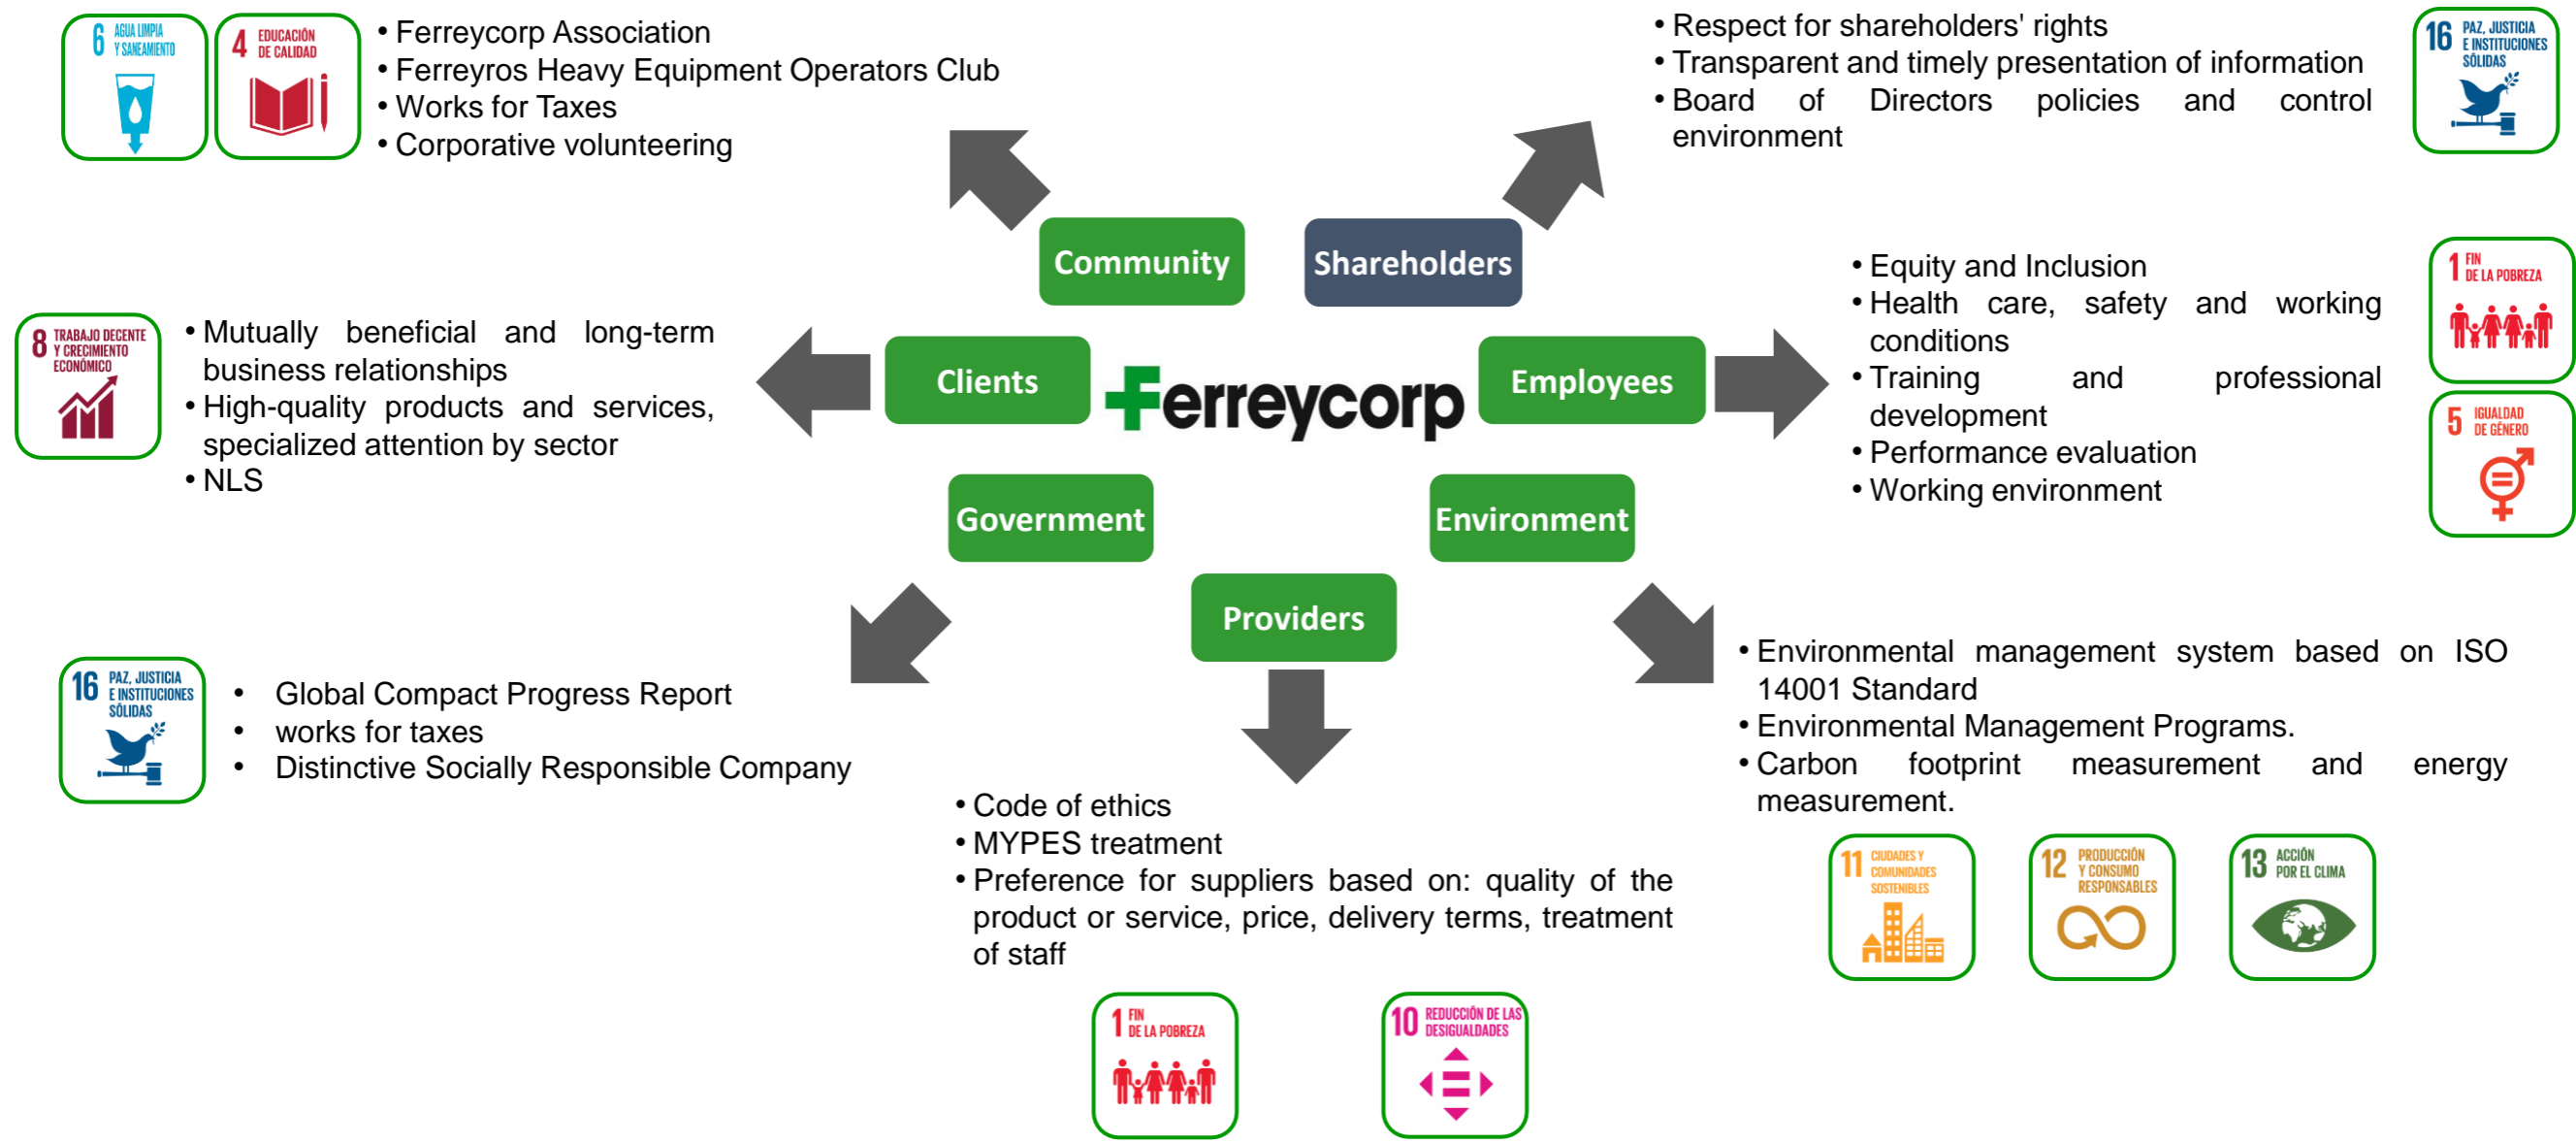 6 AGUA LIMPIA
Y SANEAMIENTO
4 EDUCACIÓN
DE CALIDAD
• Ferreycorp Association
• Ferreyros Heavy Equipment Operators Club
• Works for Taxes
• Corporative volunteering
• Respect for shareholders' rights
• Transparent and timely presentation of information
• Board of Directors policies and control
environment
16 PAZ, JUSTICIA
E INSTITUCIONES
SÓLIDAS
Community
Shareholders
8 TRABAJO DECENTE
Y CRECIMIENTO
ECONÓMICO
• Mutually beneficial and long-term
business relationships
• High-quality products and services,
specialized attention by sector
• NLS
Clients
Ferreycorp
Employees
• Equity and Inclusion
• Health care, safety and working
conditions
• Training and professional
development
• Performance evaluation
• Working environment
1 FIN
DE LA POBREZA
5 IGUALDAD
DE GÉNERO
Government
Environment
Providers
16 PAZ, JUSTICIA
E INSTITUCIONES
SÓLIDAS
• Global Compact Progress Report
• works for taxes
• Distinctive Socially Responsible Company
• Code of ethics
• MYPES treatment
• Preference for suppliers based on: quality of the
product or service, price, delivery terms, treatment
of staff
1 FIN
DE LA POBREZA
10 REDUCCIÓN DE LAS
DESIGUALDADES
• Environmental management system based on ISO
14001 Standard
• Environmental Management Programs.
• Carbon footprint measurement and energy
measurement.
11 CIUDADES Y
COMUNIDADES
SOSTENIBLES
12 PRODUCCIÓN
Y CONSUMO
RESPONSABLES
13 ACCIÓN
POR EL CLIMA